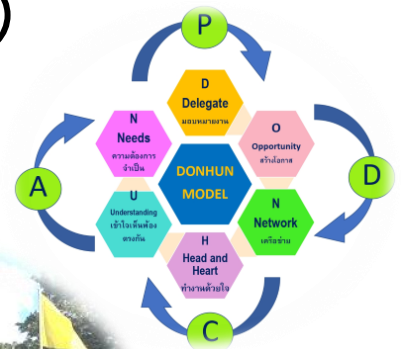 )
P
D
Delegate
มอบหมายงาน
N
Needs
ความต้องการ
จำเป็น
O
Opportunity
สร้างโอกาส
DONHUN
MODEL
A
D
U
Understanding
เข้าใจเห็นพ้อง
ตรงกัน
N
Network
เครือข่าย
H
Head and
Heart
ทำงานด้วยใจ
C